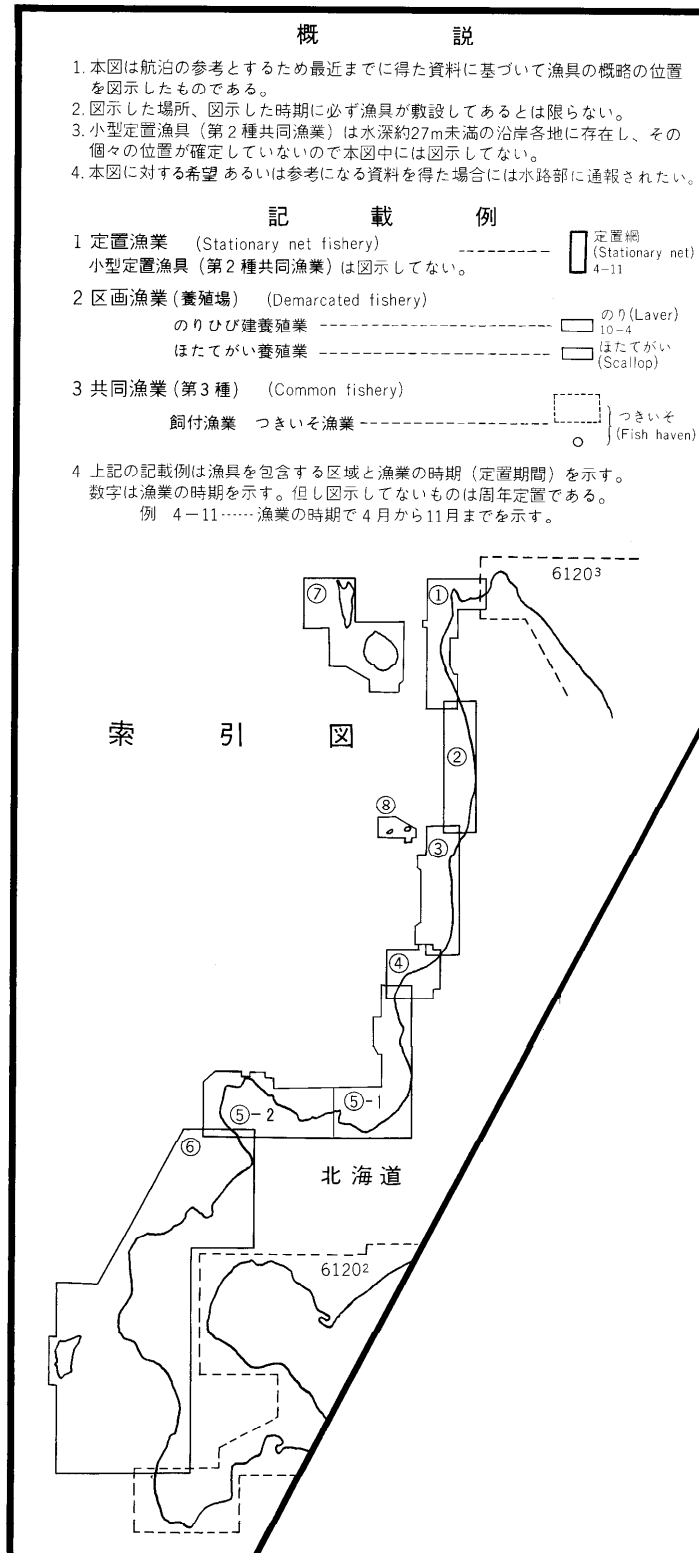 概 説
1. 本図は航泊の参考とするため最近までに得た資料に基づいて漁具の概略の位置
を図示したものである。
2. 図示した場所、図示した時期に必ず漁具が敷設してあるとは限らない。
3. 小型定置漁具(第2種共同漁業)は水深約27m未満の沿岸各地に存在し、その
個々の位置が確定していないので本図中には図示してない。
4. 本図に対する希望あるいは参考になる資料を得た場合には水路部に通報されたい。
記 載 例
1 定置漁業 (Stationary net fishery)
小型定置漁具(第2種共同漁業)は図示してない。
定置網
(Stationary net)
4-11
2 区画漁業(養殖場) (Demarcated fishery)
のりひび建養殖業
のり(Laver)
10-4
ほたてがい養殖業
ほたてがい
(Scallop)
3 共同漁業(第3種) (Common fishery)
飼付漁業 つきいそ漁業
つきいそ
(Fish haven)
4 上記の記載例は漁具を包含する区域と漁業の時期(定置期間)を示す。
数字は漁業の時期を示す。但し図示してないものは周年定置である。
例 4-11……漁業の時期で4月から11月までを示す。
索 引 図
⑦
①
6120³
②
⑧
③
④
⑤-1
⑤-2
⑥
北海道
6120²